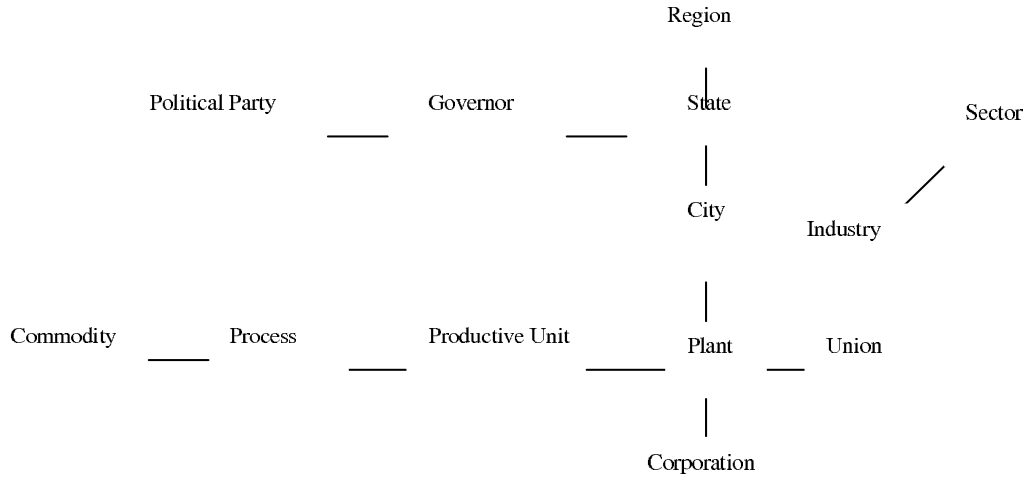 Region
Political Party
Governor
State
Sector
City
Industry
Commodity
Process
Productive Unit
Plant
Union
Corporation